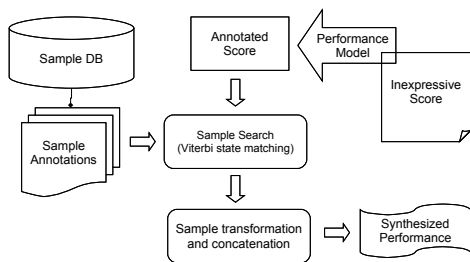 Sample DB
Annotated
Score
Performance
Model
Inexpressive
Score
Sample
Annotations
Sample Search
(Viterbi state matching)
Sample transformation
and concatenation
Synthesized
Performance